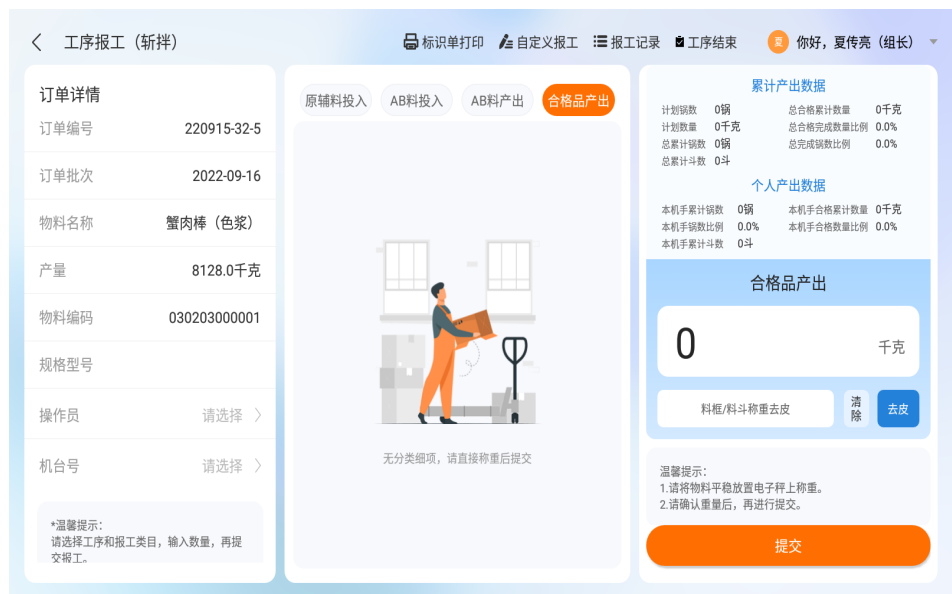 工序报工（斩拌）
标识单打印
自定义报工
报工记录
工序结束
夏
你好，夏传亮（组长）
订单详情
订单编号 220915-32-5
订单批次 2022-09-16
物料名称 蟹肉棒（色浆）
产量 8128.0千克
物料编码 030203000001
规格型号
操作员 请选择
机台号 请选择
*温馨提示：
请选择工序和报工类目，输入数量，再提
交报工。
原辅料投入
AB料投入
AB料产出
合格品产出
无分类细项，请直接称重后提交
累计产出数据
计划锅数 0锅 总合格累计数量 0千克
计划数量 0千克 总合格完成数量比例 0.0%
总累计锅数 0锅 总完成锅数比例 0.0%
总累计斗数 0斗
个人产出数据
本机手累计锅数 0锅 本机手合格累计数量 0千克
本机手锅数比例 0.0% 本机手合格数量比例 0.0%
本机手累计斗数 0斗
合格品产出
0 千克
料框/料斗称重去皮
清
除
去皮
温馨提示：
1.请将物料平稳放置电子秤上称重。
2.请确认重量后，再进行提交。
提交